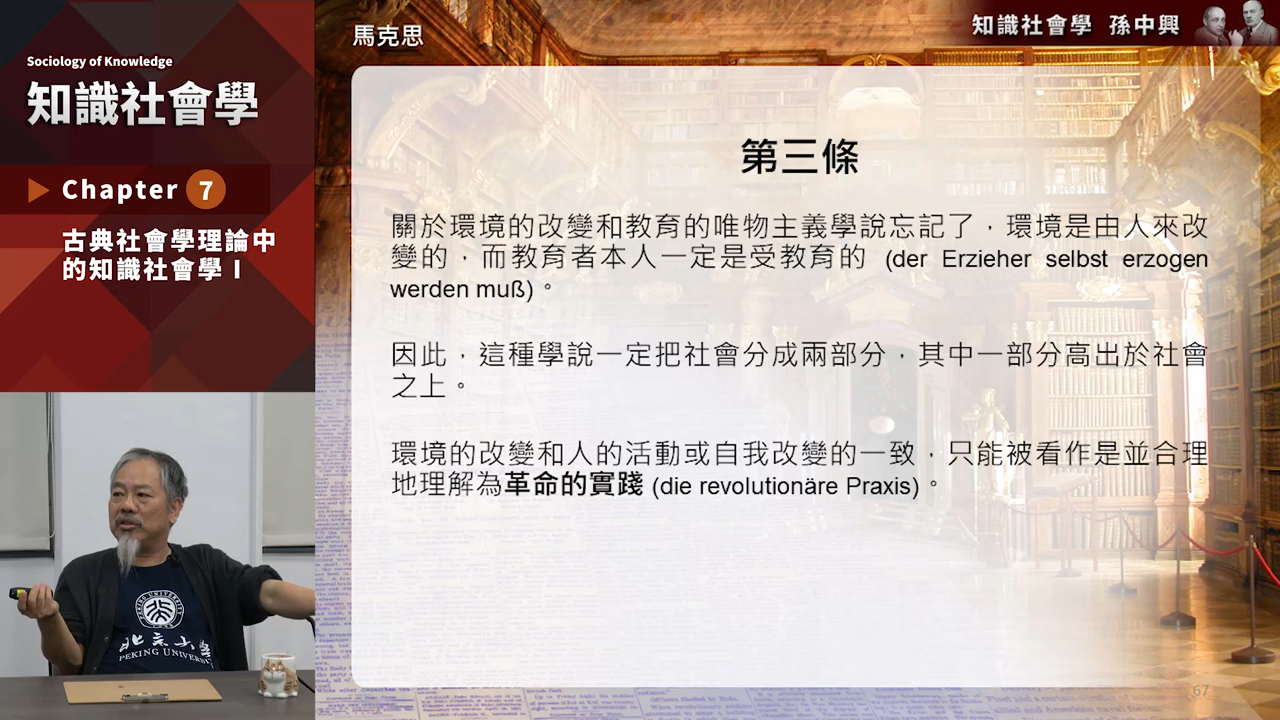 Sociology of Knowledge
知識社會學
Chapter 7
古典社會學理論中
的知識社會學 I
馬克思
知識社會學 孫中興
第三條
關於環境的改變和教育的唯物主義學說忘記了，環境是由人來改
變的，而教育者本人一定是受教育的 (der Erzieher selbst erzogen
werden muß)。
因此，這種學說一定把社會分成兩部分，其中一部分高出於社會
之上。
環境的改變和人的活動或自我改變的一致，只能被看作是並合理
地理解為革命的實踐 (die revolutionäre Praxis)。
北京大學
PEKING UNIVERSITY
67